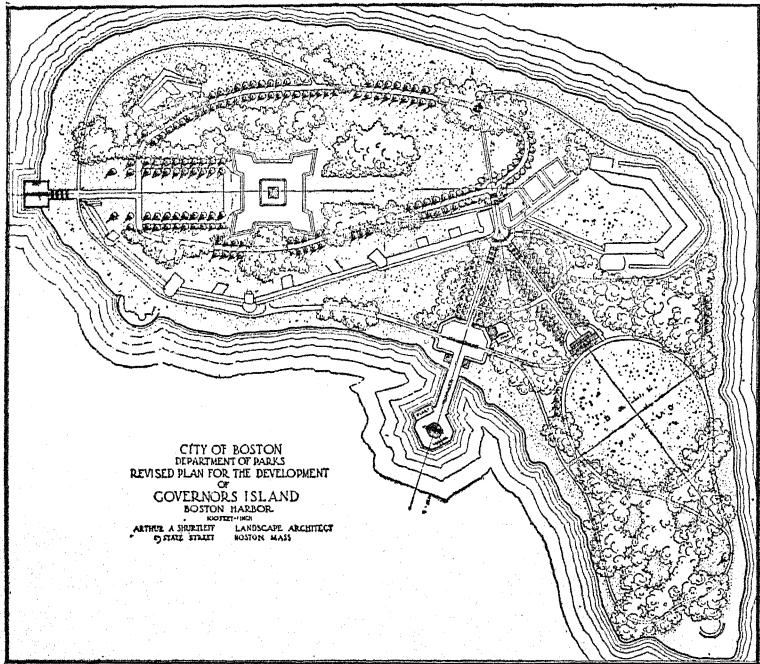 CITY OF BOSTON
DEPARTMENT OF PARKS
REVISED PLAN FOR THE DEVELOPMENT
OF
GOVERNORS ISLAND
BOSTON HARBOR
ARTHUR A SHURTLEFF LANDSCAPE ARCHITECT
STATE STREET BOSTON MASS